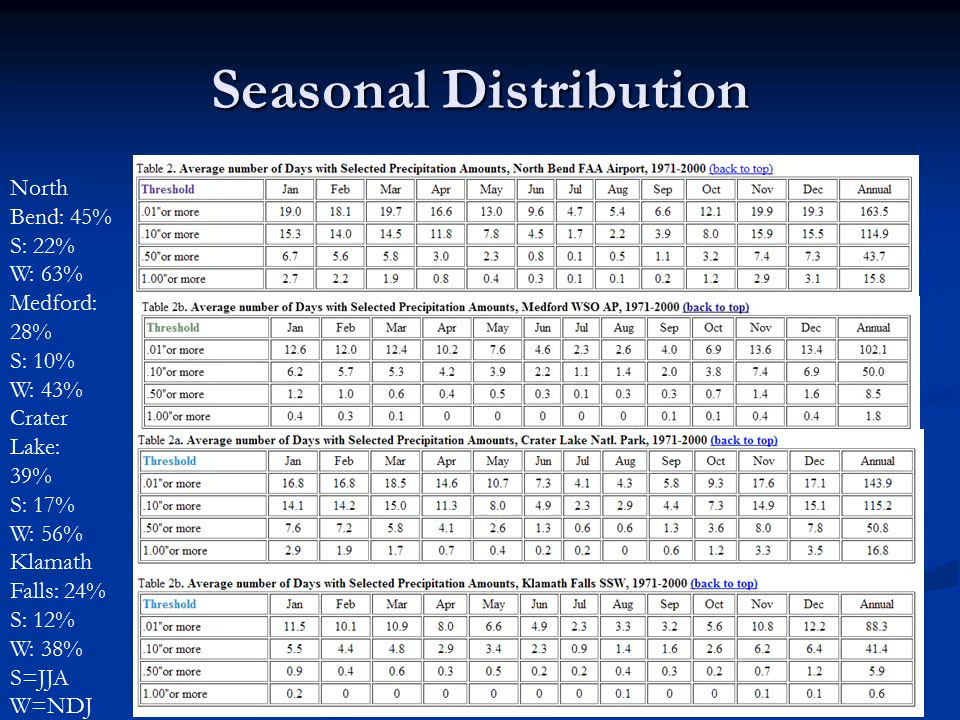 Seasonal Distribution
North
Bend: 45%
S: 22%
W: 63%
Medford:
28%
S: 10%
W: 43%
Crater
Lake:
39%
S: 17%
W: 56%
Klamath
Falls: 24%
S: 12%
W: 38%
S=JJA
W=NDJ
Table 2. Average number of Days with Selected Precipitation Amounts, North Bend FAA Airport, 1971-2000 (back to top)
Threshold Jan Feb Mar Apr May Jun Jul Aug Sep Oct Nov Dec Annual
.01"or more 19.0 18.1 19.7 16.6 13.0 9.6 4.7 5.4 6.6 12.1 19.9 19.3 163.5
.10"or more 15.3 14.0 14.5 11.8 7.8 4.5 1.7 2.2 3.9 8.0 15.9 15.5 114.9
.50"or more 6.7 5.6 5.8 3.0 2.3 0.8 0.1 0.5 1.1 3.2 7.4 7.3 43.7
1.00"or more 2.7 2.2 1.9 0.8 0.4 0.3 0.1 0.1 0.2 1.2 2.9 3.1 15.8
Table 2b. Average number of Days with Selected Precipitation Amounts, Medford WSO AP, 1971-2000 (back to top)
Threshold Jan Feb Mar Apr May Jun Jul Aug Sep Oct Nov Dec Annual
.01"or more 12.6 12.0 12.4 10.2 7.6 4.6 2.3 2.6 4.0 6.9 13.6 13.4 102.1
.10"or more 6.2 5.7 5.3 4.2 3.9 2.2 1.1 1.4 2.0 3.8 7.4 6.9 50.0
.50"or more 1.2 1.0 0.6 0.4 0.5 0.3 0.1 0.3 0.3 0.7 1.4 1.6 8.5
1.00"or more 0.4 0.3 0.1 0 0 0 0 0 0.1 0.1 0.4 0.4 1.8
Table 2a. Average number of Days with Selected Precipitation Amounts, Crater Lake Natl. Park, 1971-2000 (back to top)
Threshold Jan Feb Mar Apr May Jun Jul Aug Sep Oct Nov Dec Annual
.01"or more 16.8 16.8 18.5 14.6 10.7 7.3 4.1 4.3 5.8 9.3 17.6 17.1 143.9
.10"or more 14.1 14.2 15.0 11.3 8.0 4.9 2.3 2.9 4.4 7.3 14.9 15.1 115.2
.50"or more 7.6 7.2 5.8 4.1 2.6 1.3 0.6 0.6 1.3 3.6 8.0 7.8 50.8
1.00"or more 2.9 1.9 1.7 0.7 0.4 0.2 0.2 0 0.6 1.2 3.3 3.5 16.8
Table 2b. Average number of Days with Selected Precipitation Amounts, Klamath Falls SSW, 1971-2000 (back to top)
Threshold Jan Feb Mar Apr May Jun Jul Aug Sep Oct Nov Dec Annual
.01"or more 11.5 10.1 10.9 8.0 6.6 4.9 2.3 3.3 3.2 5.6 10.8 12.2 88.3
.10"or more 5.5 4.4 4.8 2.9 3.4 2.3 0.9 1.4 1.6 2.6 6.2 6.4 41.4
.50"or more 0.9 0.4 0.6 0.3 0.5 0.2 0.2 0.4 0.3 0.2 0.7 1.2 5.9
1.00"or more 0.2 0 0 0 0 0 0 0.1 0 0 0.1 0.1 0.6